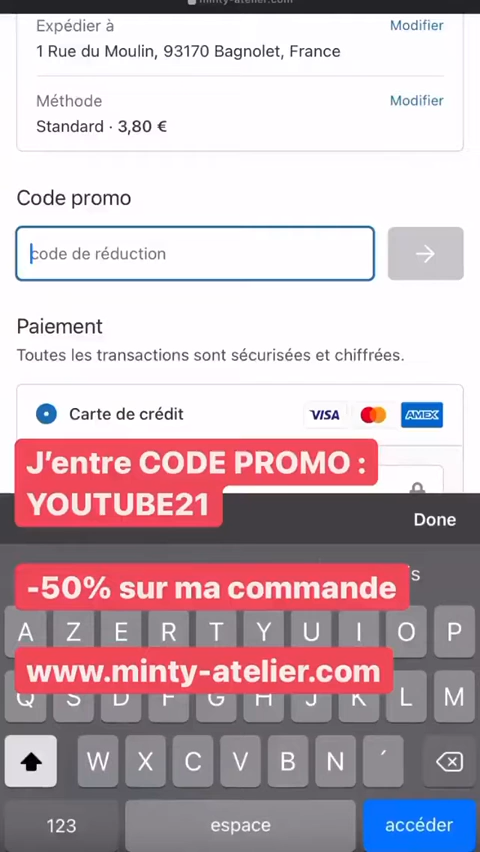 minty-atelier.com
Expédier à
Modifier
1 Rue du Moulin, 93170 Bagnolet, France
Méthode
Modifier
Standard · 3,80 €
Code promo
code de réduction
Paiement
Toutes les transactions sont sécurisées et chiffrées.
Carte de crédit
VISA
AMEX
J’entre CODE PROMO :
YOUTUBE21
Done
-50% sur ma commande
A Z E R T Y U I O P
www.minty-atelier.com
Q S D F G H J K L M
W X C V B N ´
123
espace
accéder